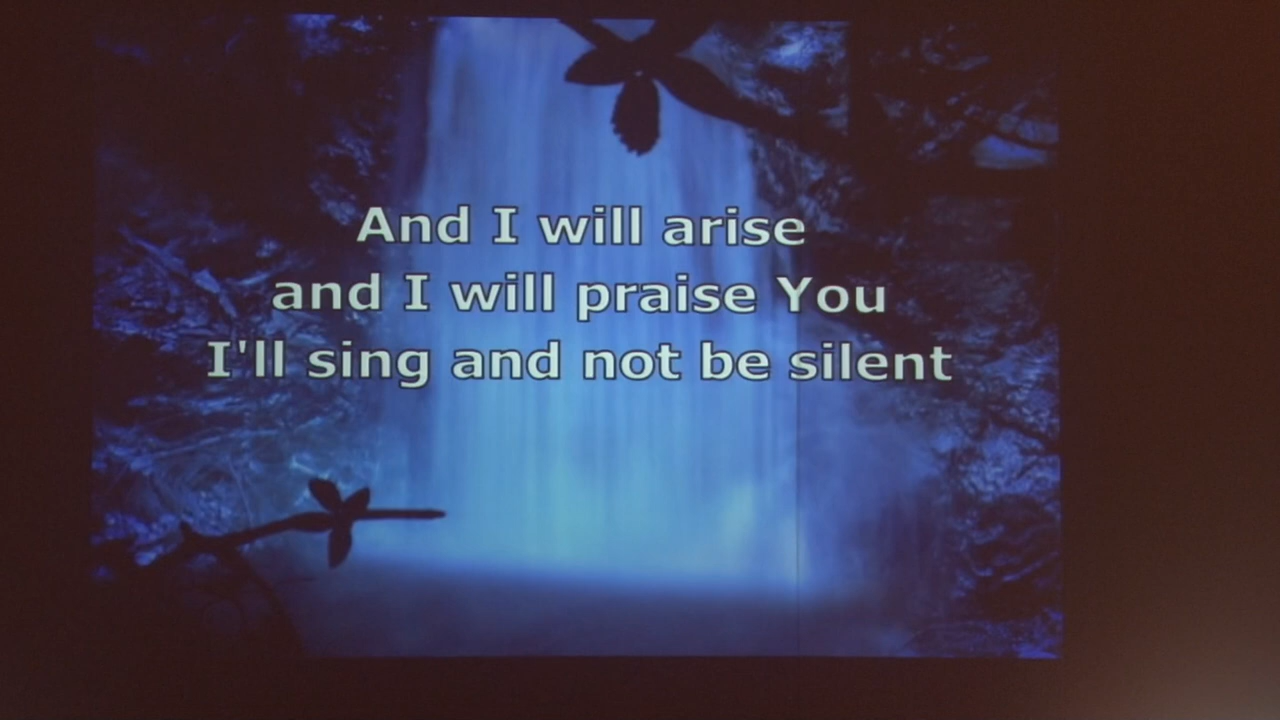 And I will arise
and I will praise You
I'll sing and not be silent